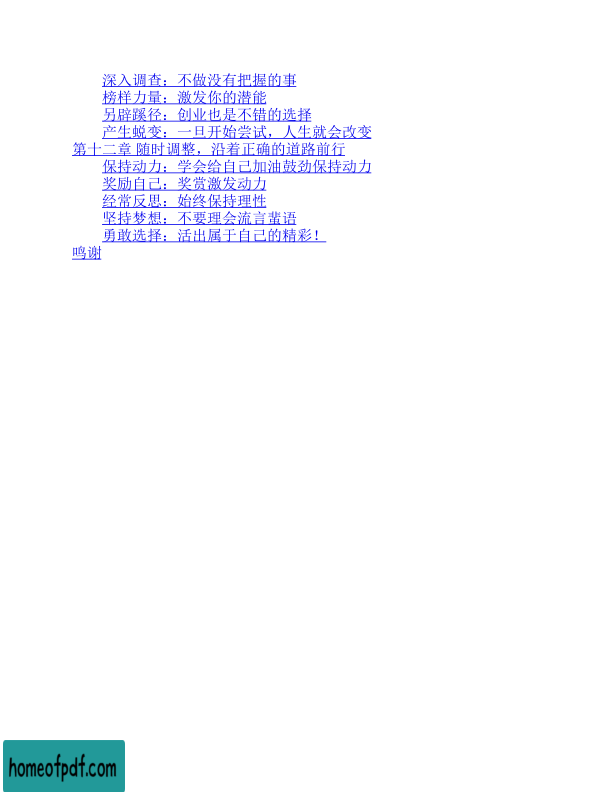 深入调查：不做没有把握的事
榜样力量：激发你的潜能
另辟蹊径：创业也是不错的选择
产生蜕变：一旦开始尝试，人生就会改变
第十二章 随时调整，沿着正确的道路前行
保持动力：学会给自己加油鼓劲保持动力
奖励自己：奖赏激发动力
经常反思：始终保持理性
坚持梦想：不要理会流言蜚语
勇敢选择：活出属于自己的精彩！
鸣谢
homeofpdf.com